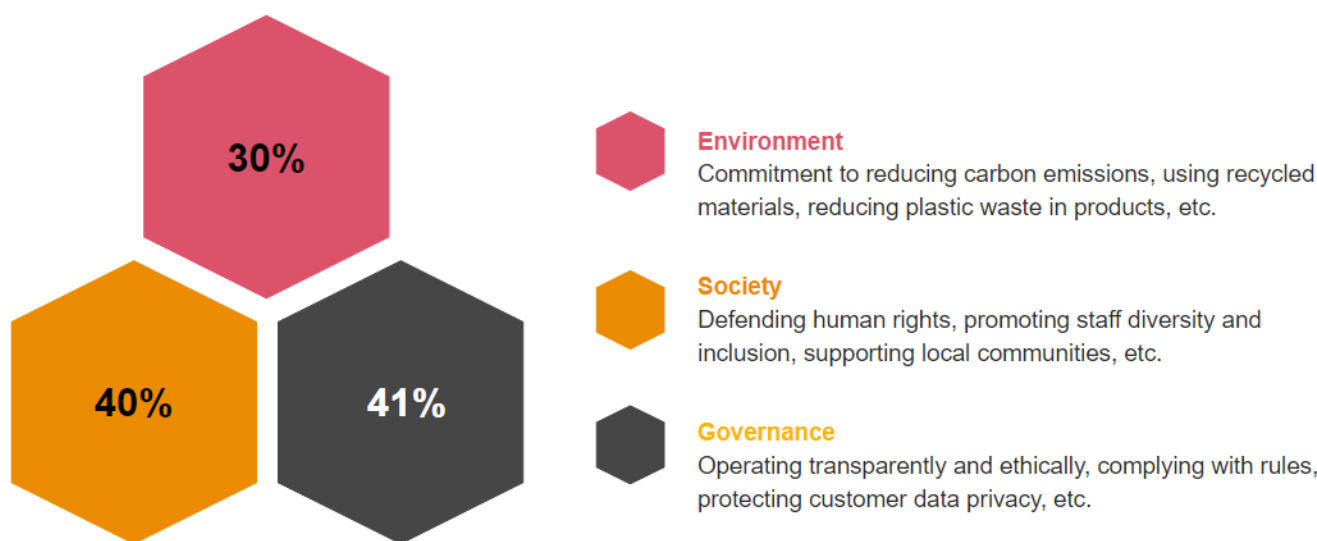 30%
40%
41%
Environment
Commitment to reducing carbon emissions, using recycled
materials, reducing plastic waste in products, etc.
Society
Defending human rights, promoting staff diversity and
inclusion, supporting local communities, etc.
Governance
Operating transparently and ethically, complying with rules,
protecting customer data privacy, etc.